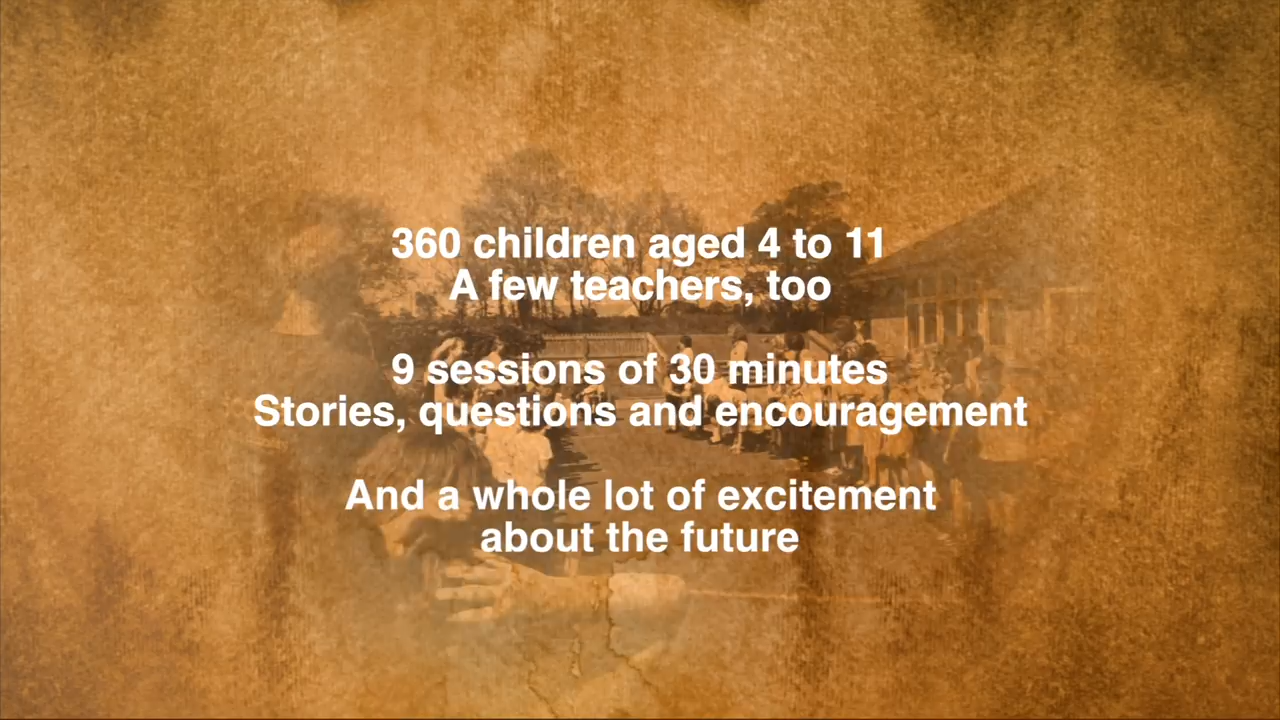 360 children aged 4 to 11
A few teachers, too
9 sessions of 30 minutes
Stories, questions and encouragement
And a whole lot of excitement
about the future